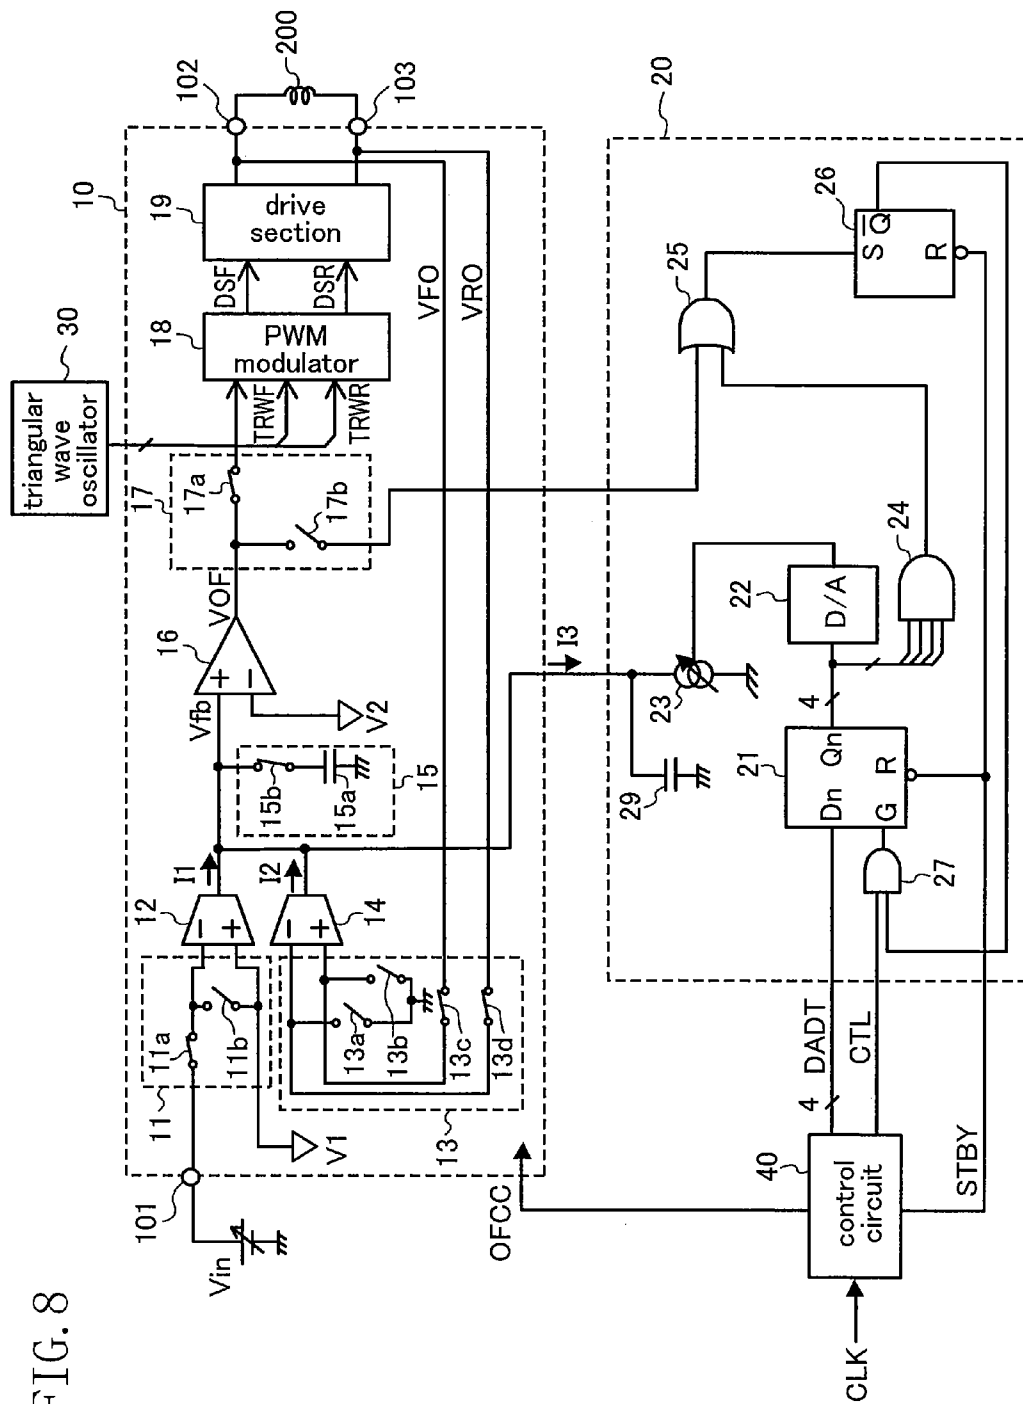 FIG. 8
triangular
wave
oscillator
30
10
102
200
103
17
17a
17b
TRWF
TRWR
18
PWM
modulator
DSF
DSR
19
drive
section
VFO
VRO
101
Vin
11
11a
11b
V1
12
I1
13
13a
13b
13c
13d
14
I2
15
15a
15b
Vfb
16
+
−
V2
VOF
−
+
−
+
I3
OFCC
20
40
control
circuit
CLK
DADT
4
CTL
STBY
21
Dn
Qn
G
R
27
4
22
D/A
23
29
24
25
26
S
Q̅
R